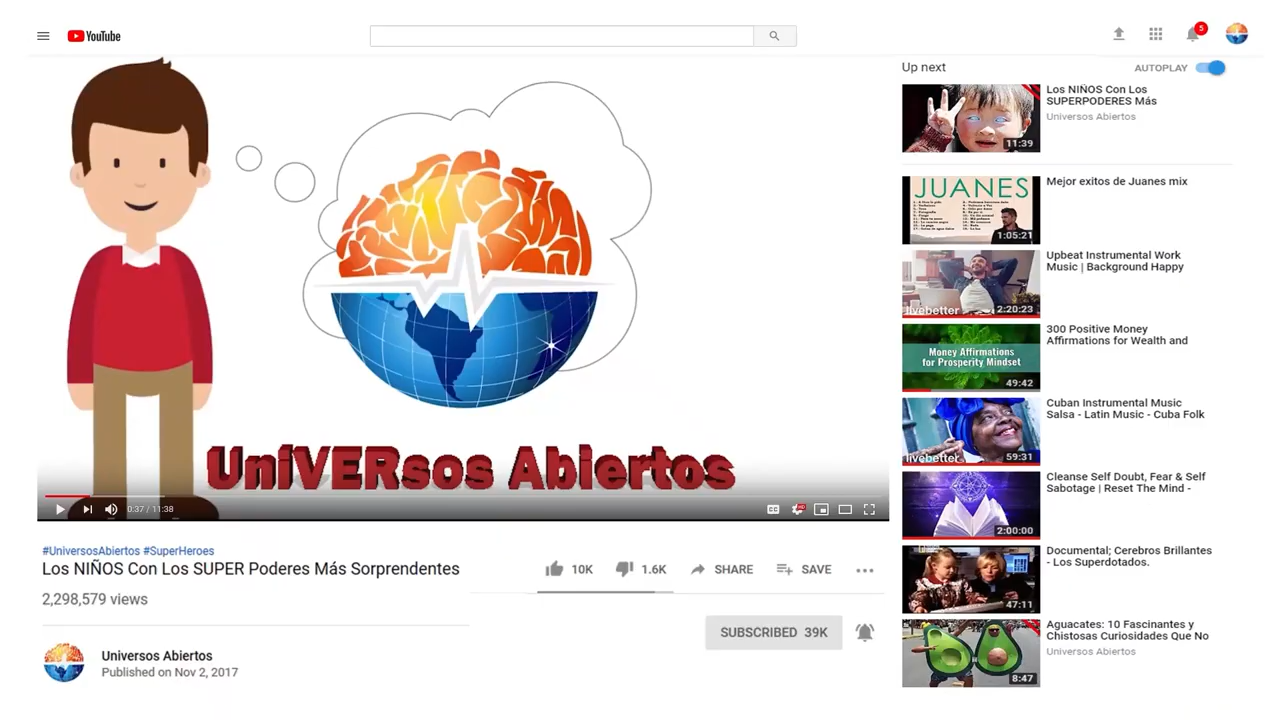 YouTube
5
Up next
AUTOPLAY
Los NIÑOS Con Los
SUPERPODERES Más
Universos Abiertos
11:39
JUANES
1:05:21
Mejor exitos de Juanes mix
livebetter
2:20:23
Upbeat Instrumental Work
Music | Background Happy
Money Affirmations
for Prosperity Mindset
49:42
300 Positive Money
Affirmations for Wealth and
livebetter
59:31
Cuban Instrumental Music
Salsa - Latin Music - Cuba Folk
2:00:00
Cleanse Self Doubt, Fear & Self
Sabotage | Reset The Mind -
47:11
Documental; Cerebros Brillantes
- Los Superdotados.
8:47
Aguacates: 10 Fascinantes y
Chistosas Curiosidades Que No
Universos Abiertos
UniVERsos Abiertos
0:37 / 11:38
CC
HD
#UniversosAbiertos #SuperHeroes
Los NIÑOS Con Los SUPER Poderes Más Sorprendentes
10K
1.6K
SHARE
SAVE
2,298,579 views
SUBSCRIBED 39K
Universos Abiertos
Published on Nov 2, 2017